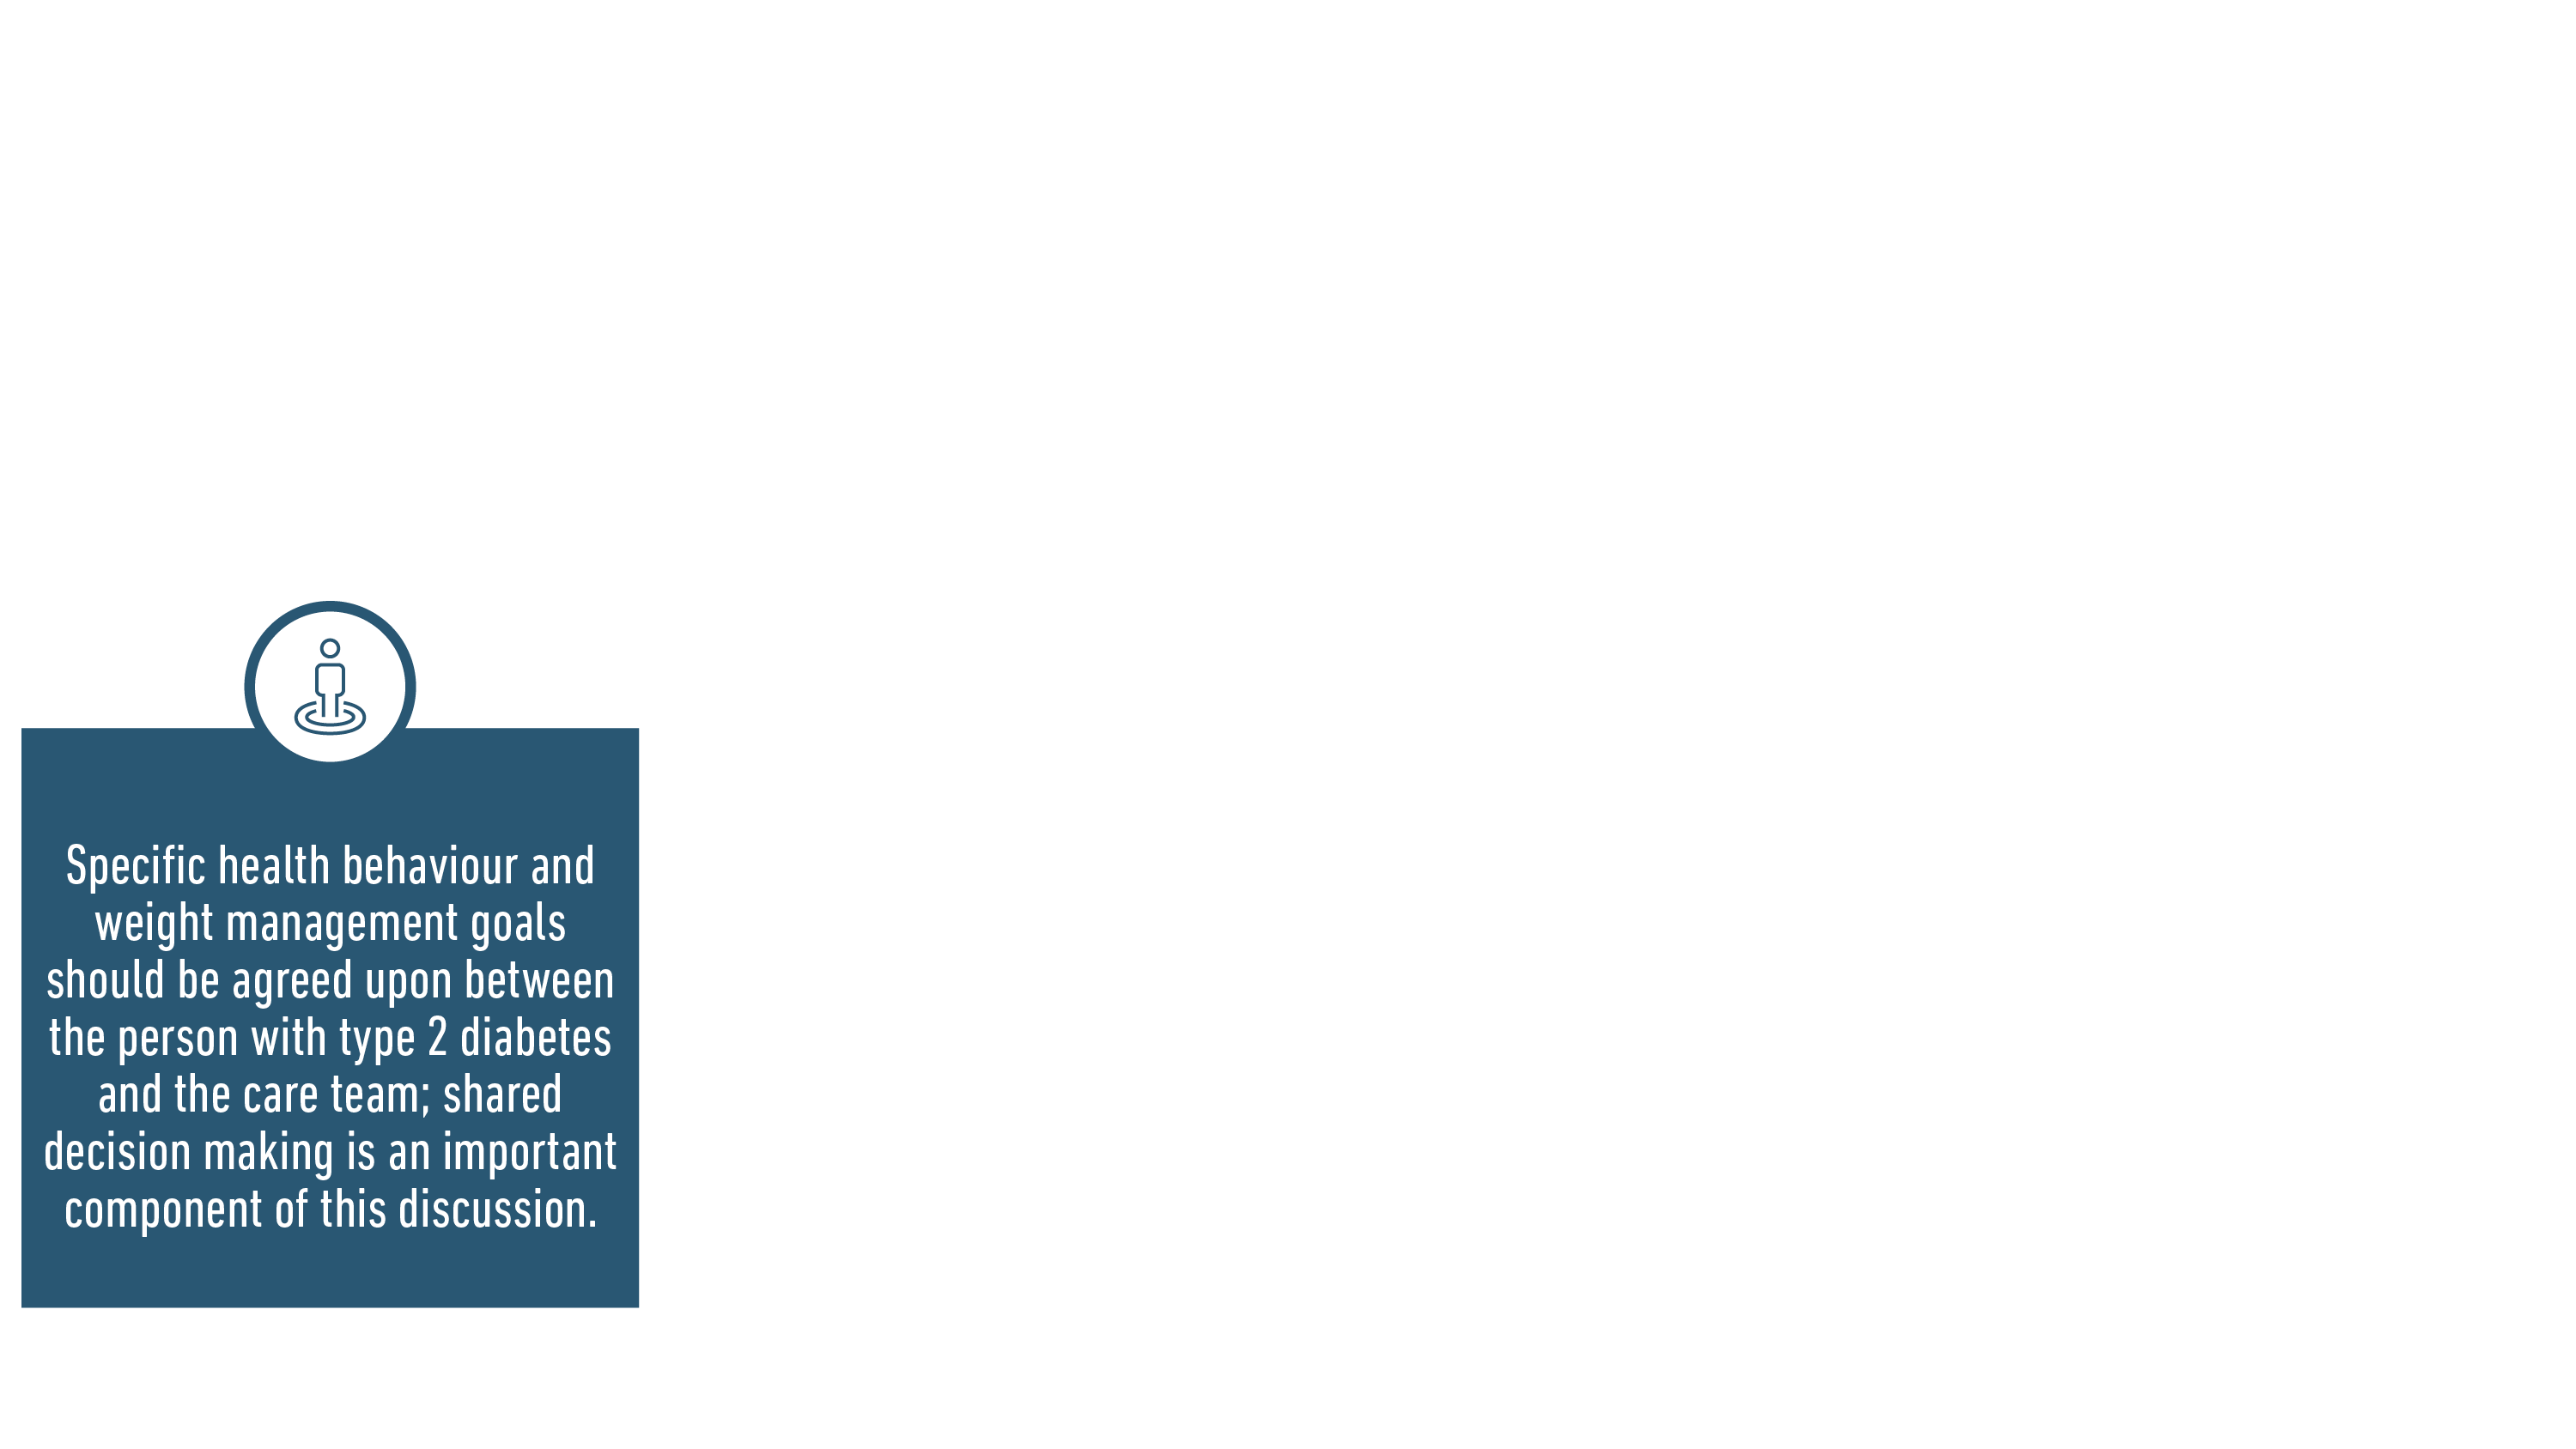 Specific health behaviour and
weight management goals
should be agreed upon between
the person with type 2 diabetes
and the care team; shared
decision making is an important
component of this discussion.